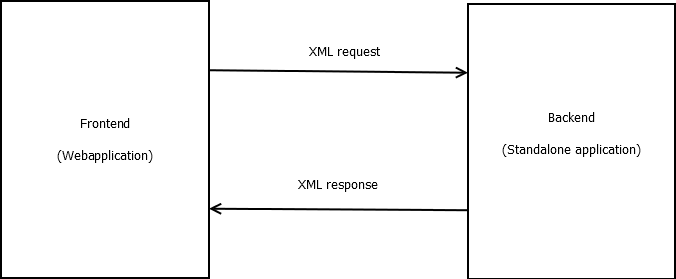 XML request
Frontend
(Webapplication)
Backend
(Standalone application)
XML response